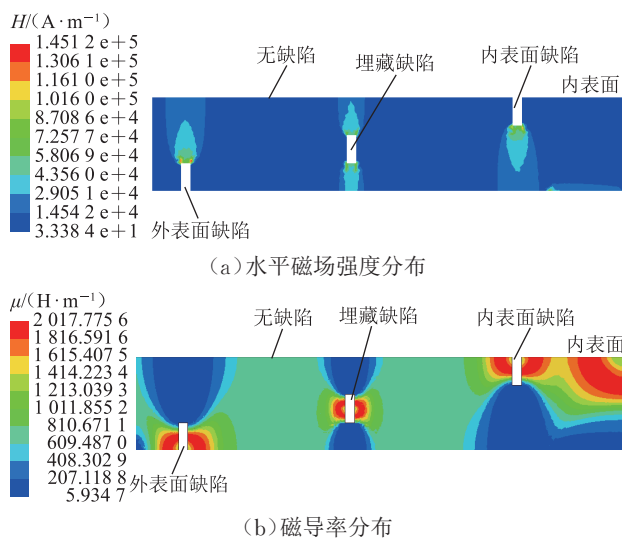 H/(A·m⁻¹)
1.451 2 e+5
1.306 1 e+5
1.161 0 e+5
1.016 0 e+5
8.708 6 e+4
7.257 7 e+4
5.806 9 e+4
4.356 0 e+4
2.905 1 e+4
1.454 2 e+4
3.338 4 e+1
无缺陷
埋藏缺陷
内表面缺陷
内表面
外表面缺陷
(a)水平磁场强度分布
μ/(H·m⁻¹)
2 017.775 6
1 816.591 6
1 615.407 5
1 414.223 4
1 213.039 3
1 011.855 2
810.671 1
609.487 0
408.302 9
207.118 8
5.934 7
无缺陷
埋藏缺陷
内表面缺陷
内表面
外表面缺陷
(b)磁导率分布